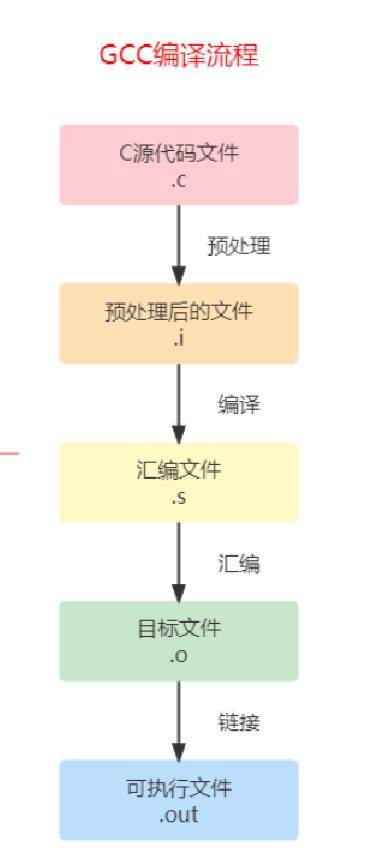 GCC编译流程
C源代码文件
.c
预处理
预处理后的文件
.i
编译
汇编文件
.s
汇编
目标文件
.o
链接
可执行文件
.out